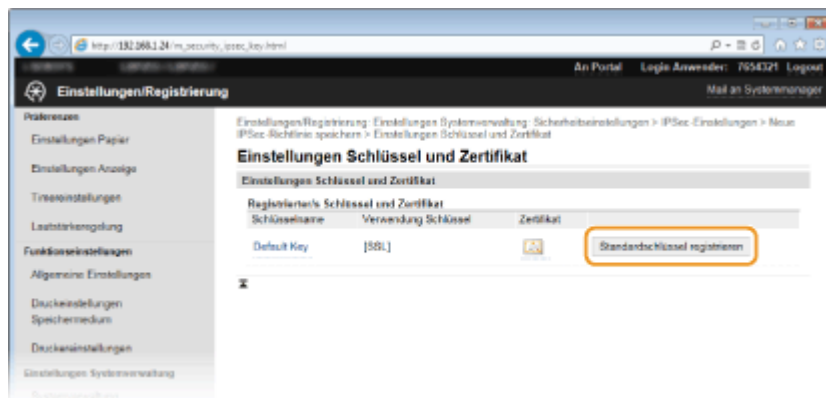 http://192.168.1.24/m_security_ipsec_key.html
An Portal Login Anwender: 7654321 Logout
Einstellungen/Registrierung
Mail an Systemmanager
Präferenzen
Einstellungen Papier
Einstellungen Anzeige
Timereinstellungen
Lautstärkeregelung
Funktionseinstellungen
Allgemeine Einstellungen
Druckeinstellungen
Speichermedium
Druckereinstellungen
Einstellungen Systemverwaltung
Einstellungen/Registrierung: Einstellungen Systemverwaltung: Sicherheitseinstellungen > IPSec-Einstellungen > Neue
IPSec-Richtlinie speichern > Einstellungen Schlüssel und Zertifikat
Einstellungen Schlüssel und Zertifikat
Einstellungen Schlüssel und Zertifikat
Registrierter/s Schlüssel und Zertifikat
Schlüsselname Verwendung Schlüssel Zertifikat
Default Key [SSL] Standardschlüssel registrieren